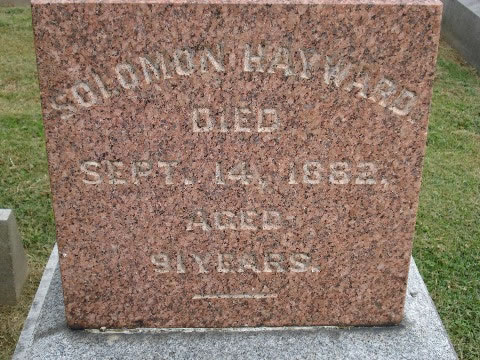 SOLOMON HAYWARD.
DIED
SEPT. 14, 1882.
AGED
91 YEARS.